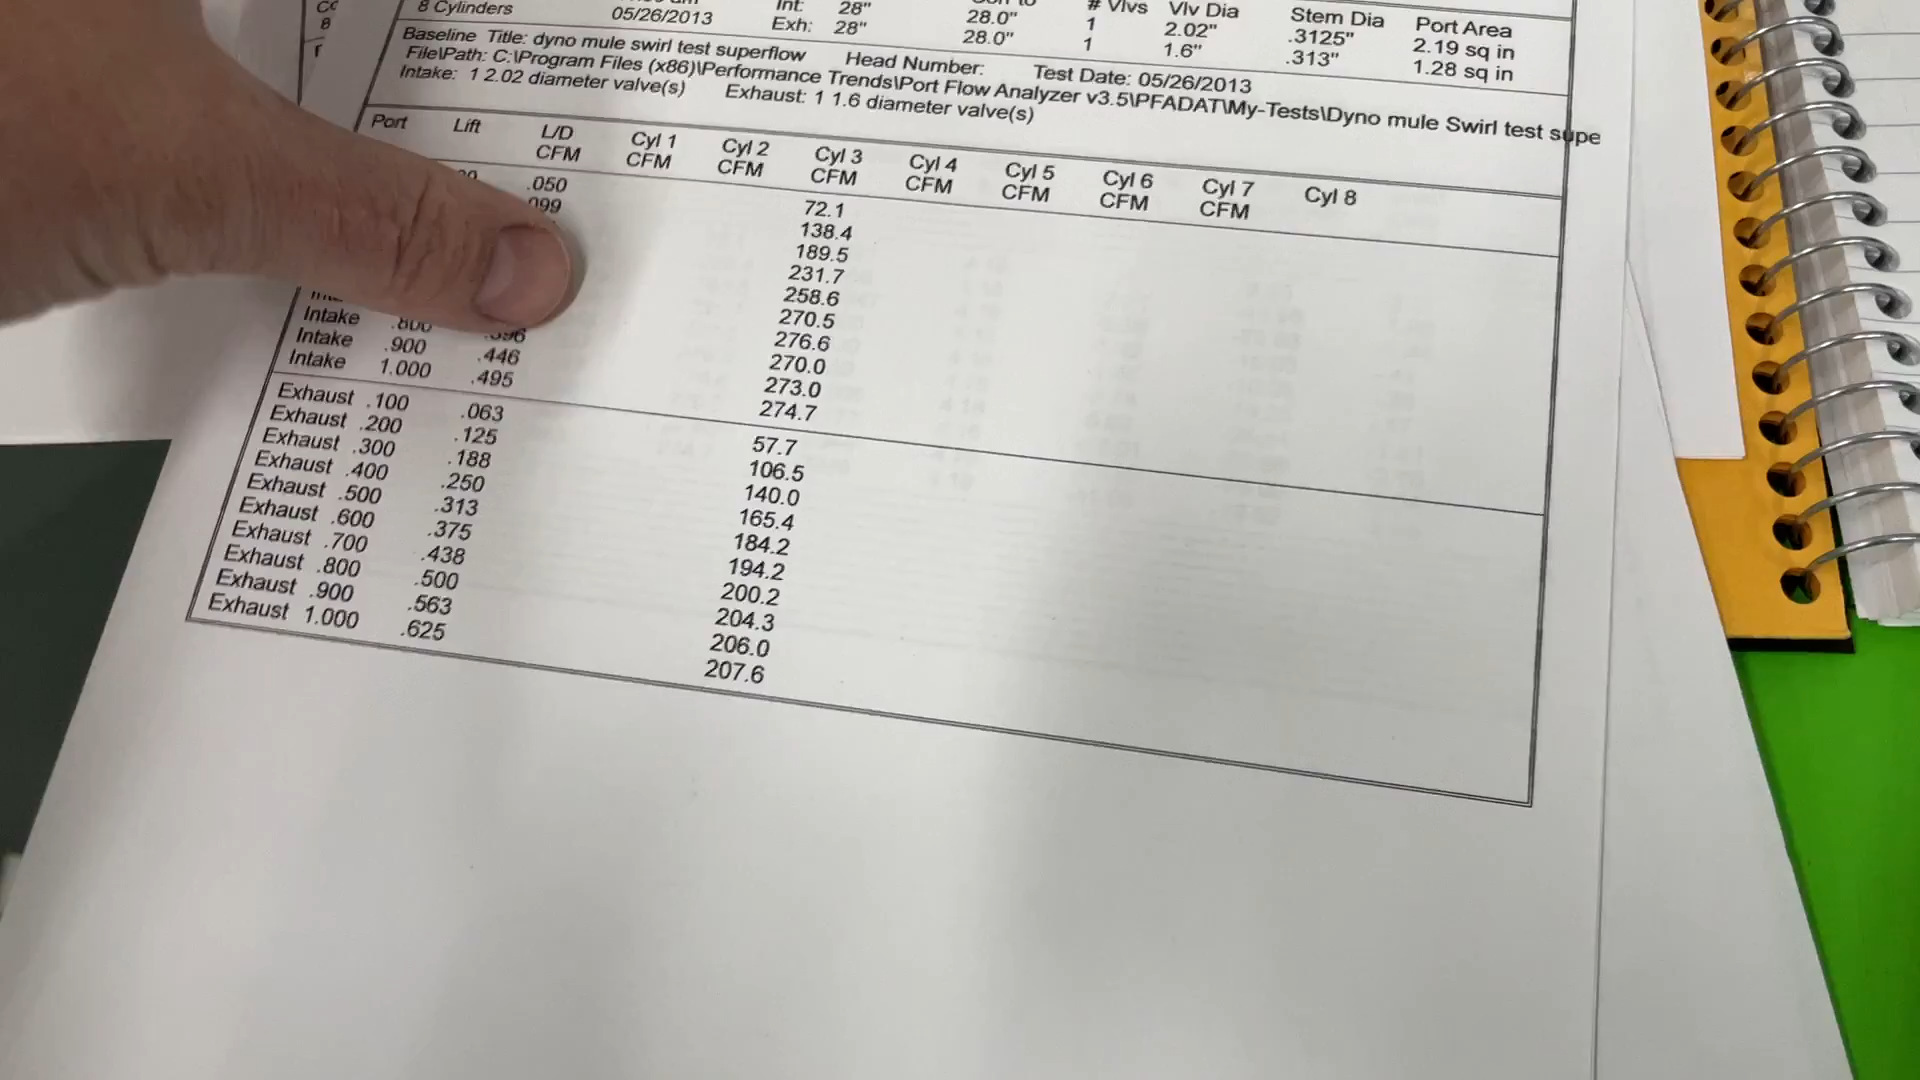 8 Cylinders 05/26/2013 Int: 28" 28.0" 1 2.02" .3125" 2.19 sq in
Exh: 28" 28.0" 1 1.6" .313" 1.28 sq in
# Vlvs Vlv Dia Stem Dia Port Area
Baseline Title: dyno mule swirl test superflow Head Number: Test Date: 05/26/2013
File\Path: C:\Program Files (x86)\Performance Trends\Port Flow Analyzer v3.5\PFADAT\My-Tests\Dyno mule Swirl test supe
Intake: 1 2.02 diameter valve(s) Exhaust: 1 1.6 diameter valve(s)
Port Lift L/D Cyl 1 Cyl 2 Cyl 3 Cyl 4 Cyl 5 Cyl 6 Cyl 7 Cyl 8
CFM CFM CFM CFM CFM CFM CFM CFM
.050 72.1
.099 138.4
189.5
231.7
258.6
270.5
276.6
Intake .800 .396 270.0
Intake .900 .446 273.0
Intake 1.000 .495 274.7
Exhaust .100 .063 57.7
Exhaust .200 .125 106.5
Exhaust .300 .188 140.0
Exhaust .400 .250 165.4
Exhaust .500 .313 184.2
Exhaust .600 .375 194.2
Exhaust .700 .438 200.2
Exhaust .800 .500 204.3
Exhaust .900 .563 206.0
Exhaust 1.000 .625 207.6